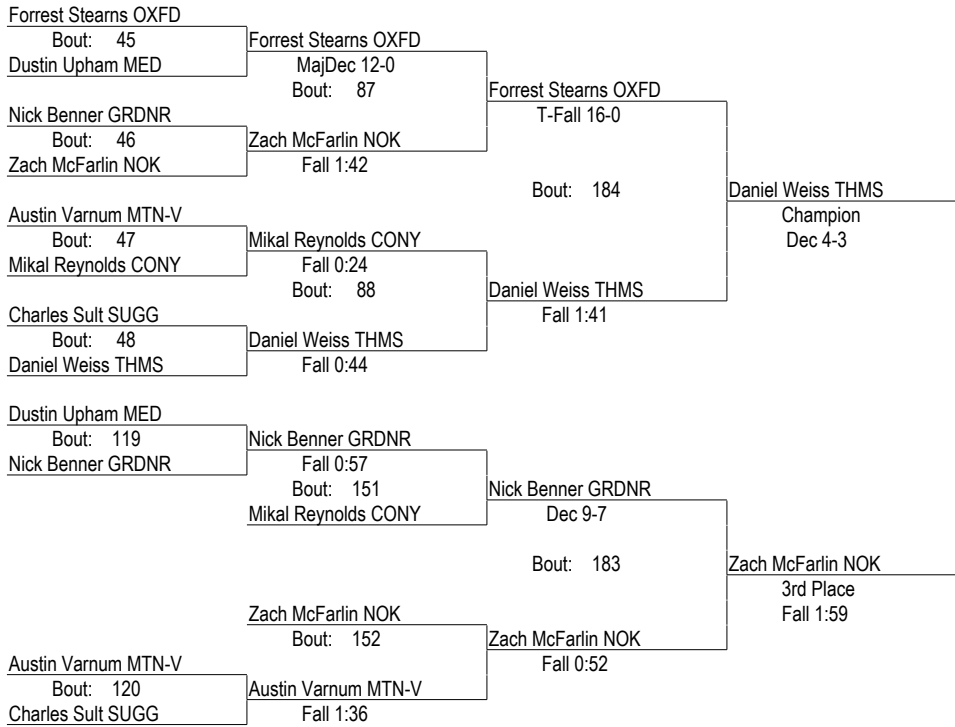 Forrest Stearns OXFD
Bout: 45
Forrest Stearns OXFD
Dustin Upham MED
MajDec 12-0
Bout: 87
Forrest Stearns OXFD
Nick Benner GRDNR
T-Fall 16-0
Bout: 46
Zach McFarlin NOK
Zach McFarlin NOK
Fall 1:42
Bout: 184
Daniel Weiss THMS
Austin Varnum MTN-V
Champion
Bout: 47
Mikal Reynolds CONY
Dec 4-3
Mikal Reynolds CONY
Fall 0:24
Bout: 88
Daniel Weiss THMS
Charles Sult SUGG
Fall 1:41
Bout: 48
Daniel Weiss THMS
Daniel Weiss THMS
Fall 0:44
Dustin Upham MED
Bout: 119
Nick Benner GRDNR
Nick Benner GRDNR
Fall 0:57
Bout: 151
Nick Benner GRDNR
Mikal Reynolds CONY
Dec 9-7
Bout: 183
Zach McFarlin NOK
3rd Place
Zach McFarlin NOK
Fall 1:59
Bout: 152
Zach McFarlin NOK
Austin Varnum MTN-V
Fall 0:52
Bout: 120
Austin Varnum MTN-V
Charles Sult SUGG
Fall 1:36